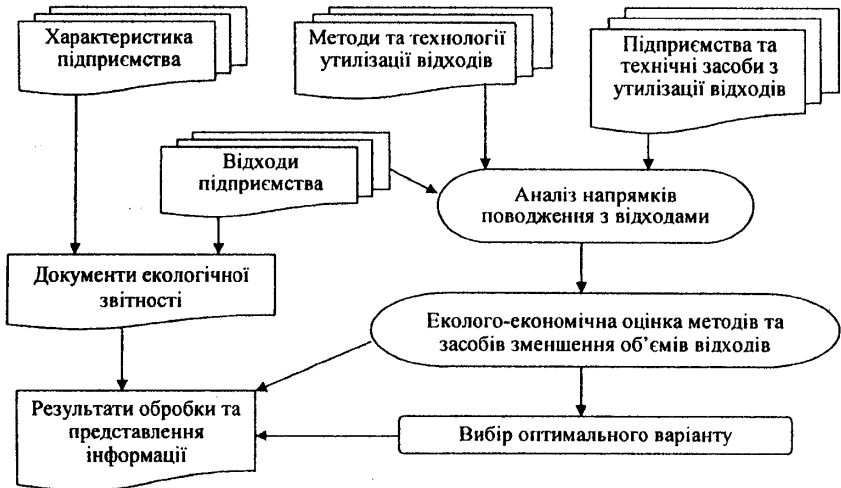 Характеристика
підприємства
Методи та технології
утилізації відходів
Підприємства та
технічні засоби з
утилізації відходів
Відходи
підприємства
Аналіз напрямків
поводження з відходами
Документи екологічної
звітності
Еколого-економічна оцінка методів та
засобів зменшення об’ємів відходів
Результати обробки та
представлення
інформації
Вибір оптимального варіанту